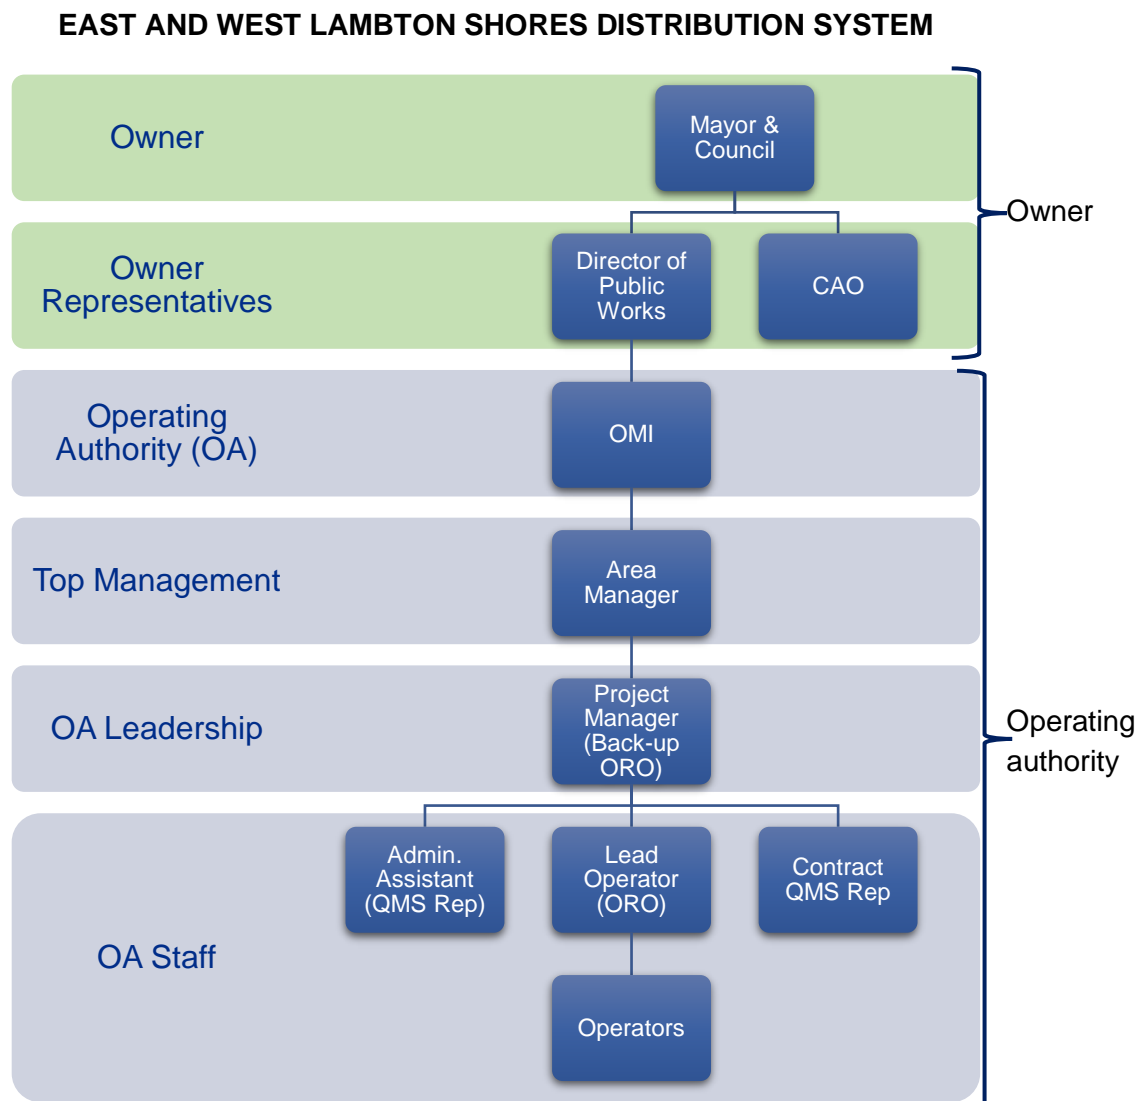 EAST AND WEST LAMBTON SHORES DISTRIBUTION SYSTEM
Owner
Mayor &
Council
Owner
Owner
Representatives
Director of
Public
Works
CAO
Operating
Authority (OA)
OMI
Top Management
Area
Manager
OA Leadership
Project
Manager
(Back-up
ORO)
Operating
authority
OA Staff
Admin.
Assistant
(QMS Rep)
Lead
Operator
(ORO)
Contract
QMS Rep
Operators